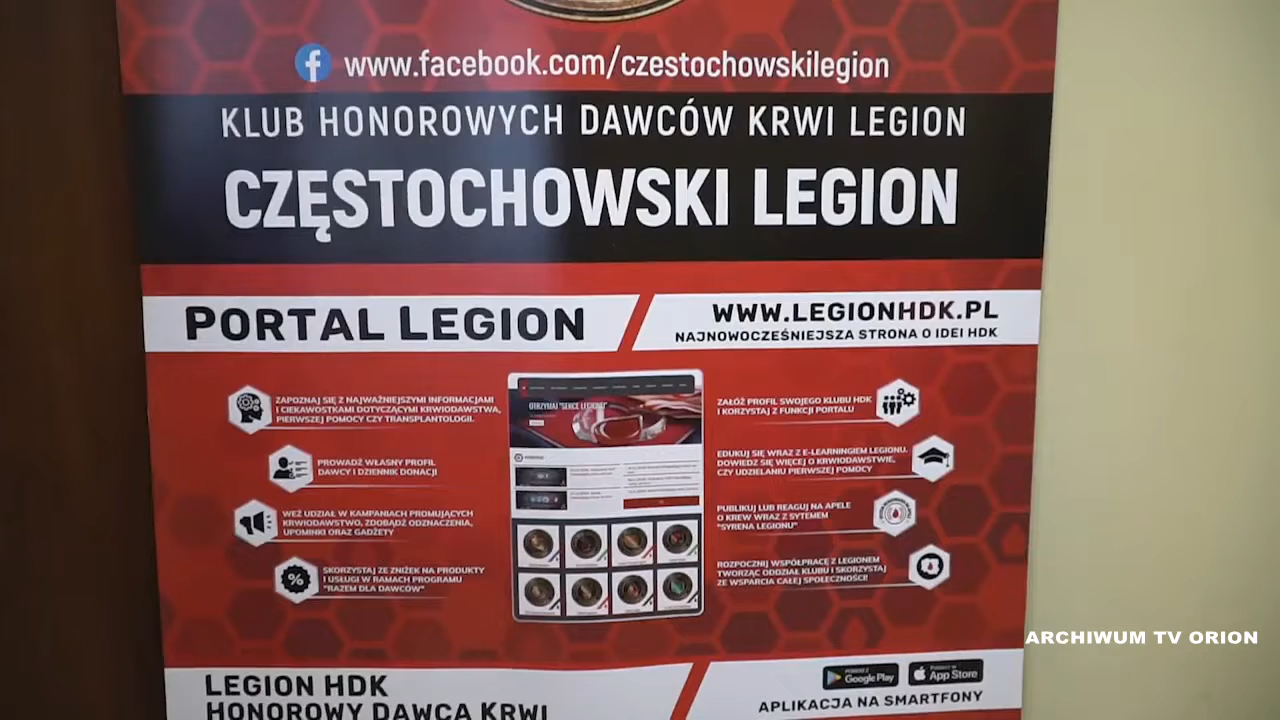 www.facebook.com/czestochowskilegion
KLUB HONOROWYCH DAWCÓW KRWI LEGION
CZĘSTOCHOWSKI LEGION
PORTAL LEGION
WWW.LEGIONHDK.PL
NAJNOWOCZEŚNIEJSZA STRONA O IDEI HDK
ZAPOZNAJ SIĘ Z NAJWAŻNIEJSZYMI INFORMACJAMI
I CIEKAWOSTKAMI DOTYCZĄCYMI KRWIODAWSTWA,
PIERWSZEJ POMOCY CZY TRANSPLANTOLOGII.
PROWADŹ WŁASNY PROFIL
DAWCY I DZIENNIK DONACJI
WEŹ UDZIAŁ W KAMPANIACH PROMUJĄCYCH
KRWIODAWSTWO, ZDOBĄDŹ ODZNACZENIA,
UPOMINKI ORAZ GADŻETY
%
SKORZYSTAJ ZE ZNIŻEK NA PRODUKTY
I USŁUGI W RAMACH PROGRAMU
"RAZEM DLA DAWCÓW"
OTRZYMAJ "SERCE LEGIONU"
ZAŁÓŻ PROFIL SWOJEGO KLUBU HDK
I KORZYSTAJ Z FUNKCJI PORTALU
EDUKUJ SIĘ WRAZ Z E-LEARNINGIEM LEGIONU.
DOWIEDZ SIĘ WIĘCEJ O KRWIODAWSTWIE,
CZY UDZIELANIU PIERWSZEJ POMOCY
PUBLIKUJ LUB REAGUJ NA APELE
O KREW WRAZ Z SYTEMEM
"SYRENA LEGIONU"
ROZPOCZNIJ WSPÓŁPRACĘ Z LEGIONEM
TWORZĄC ODDZIAŁ KLUBU I SKORZYSTAJ
ZE WSPARCIA CAŁEJ SPOŁECZNOŚCI!
ARCHIWUM TV ORION
LEGION HDK
HONOROWY DAWCA KRWI
POBIERZ Z
Google Play
Pobierz w
App Store
APLIKACJA NA SMARTFONY